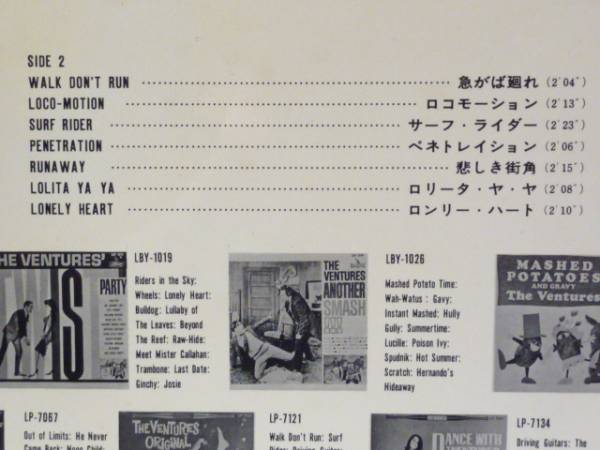 SIDE 2
WALK DON'T RUN 急がば廻れ (2′04″)
LOCO-MOTION ロコモーション (2′13″)
SURF RIDER サーフ・ライダー (2′23″)
PENETRATION ペネトレイション (2′06″)
RUNAWAY 悲しき街角 (2′15″)
LOLITA YA YA ロリータ・ヤ・ヤ (2′08″)
LONELY HEART ロンリー・ハート (2′10″)
THE VENTURES'
PARTY
LBY-1019
Riders in the Sky:
Wheels: Lonely Heart:
Bulldog: Lullaby of
The Leaves: Beyond
The Reef: Raw-Hide:
Meet Mister Callahan:
Trambone: Last Date:
Ginchy: Josie
THE
VENTURES
ANOTHER
SMASH
LBY-1026
Mashed Poteto Time:
Wah-Watus : Gavy:
Instant Mashed: Hully
Gully: Summertime:
Lucille: Poison Ivy:
Spudnik: Hot Summer:
Scratch: Hernando's
Hideaway
MASHED
POTATOES
AND GRAVY
The Ventures
LP-7067
Out of Limits: He Never
THE VENTURES
ORIGINAL
LP-7121
Walk Don't Run: Surf
DANCE WITH
LP-7134
Driving Guitars: The